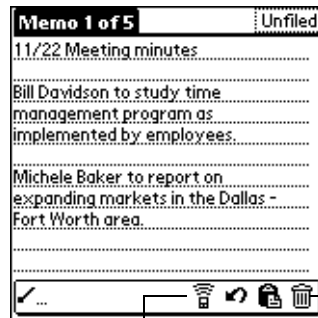 Memo 1 of 5
Unfiled
11/22 Meeting minutes
Bill Davidson to study time
management program as
implemented by employees.
Michele Baker to report on
expanding markets in the Dallas -
Fort Worth area.
...